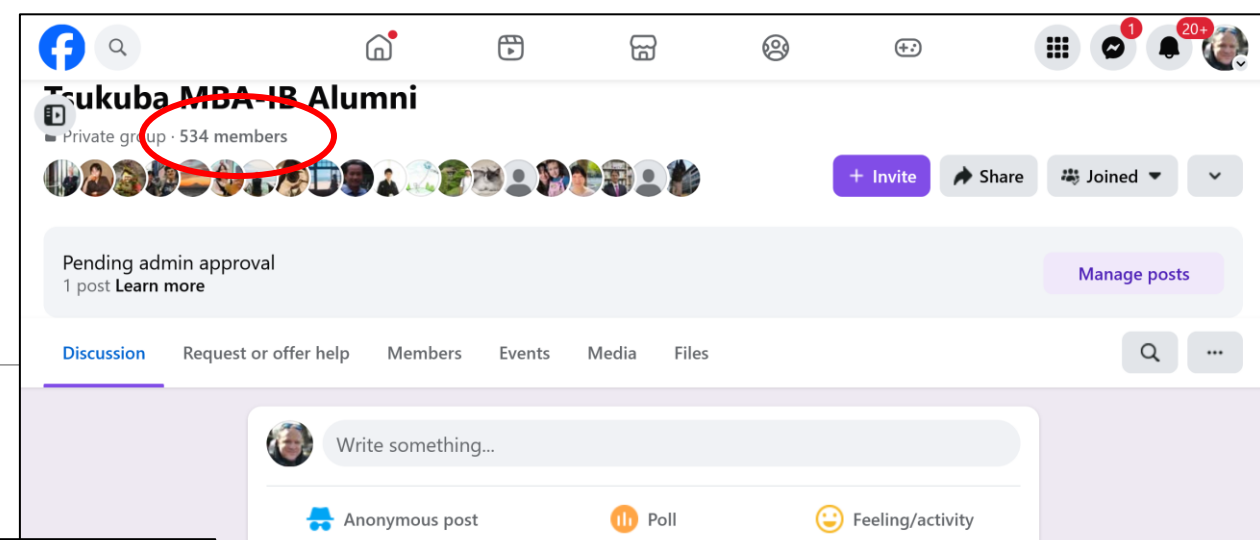 1
20+
Tsukuba MBA-IB Alumni
Private group · 534 members
+ Invite
Share
Joined
Pending admin approval
1 post Learn more
Manage posts
Discussion Request or offer help Members Events Media Files
Write something...
Anonymous post Poll Feeling/activity